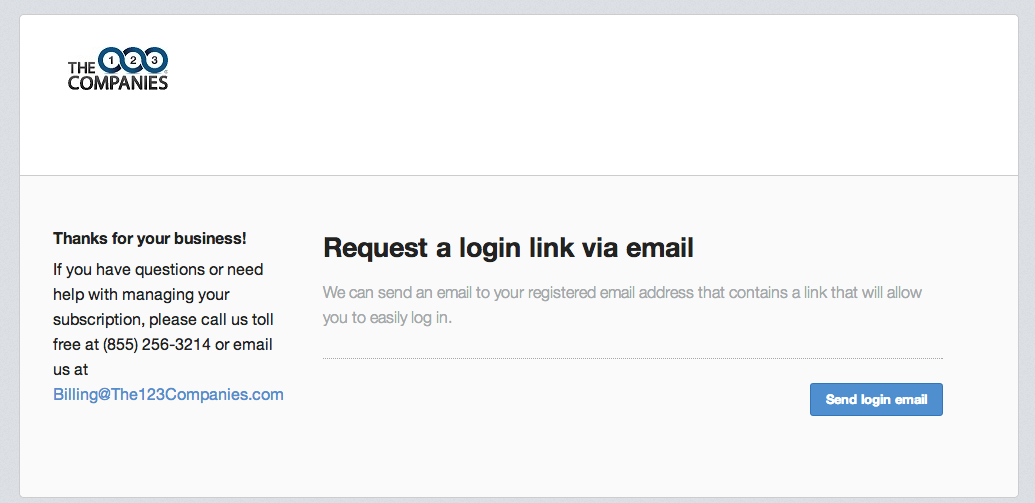 THE 1 2 3
COMPANIES
Thanks for your business!
If you have questions or need
help with managing your
subscription, please call us toll
free at (855) 256-3214 or email
us at
Billing@The123Companies.com
Request a login link via email
We can send an email to your registered email address that contains a link that will allow
you to easily log in.
Send login email